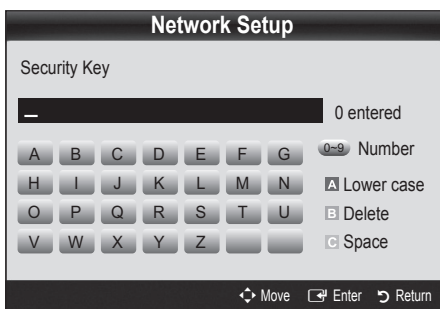 Network Setup
Security Key
_ 0 entered
A B C D E F G 0~9 Number
H I J K L M N A Lower case
O P Q R S T U B Delete
V W X Y Z C Space
Move Enter Return